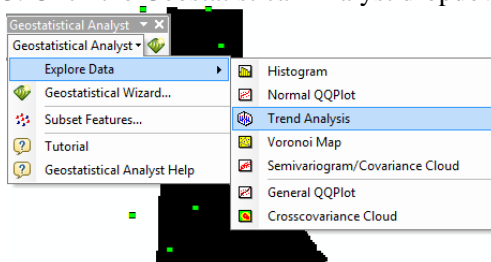 Geostatistical Analyst
Geostatistical Analyst
Explore Data
Geostatistical Wizard...
Subset Features...
Tutorial
Geostatistical Analyst Help
Histogram
Normal QQPlot
Trend Analysis
Voronoi Map
Semivariogram/Covariance Cloud
General QQPlot
Crosscovariance Cloud